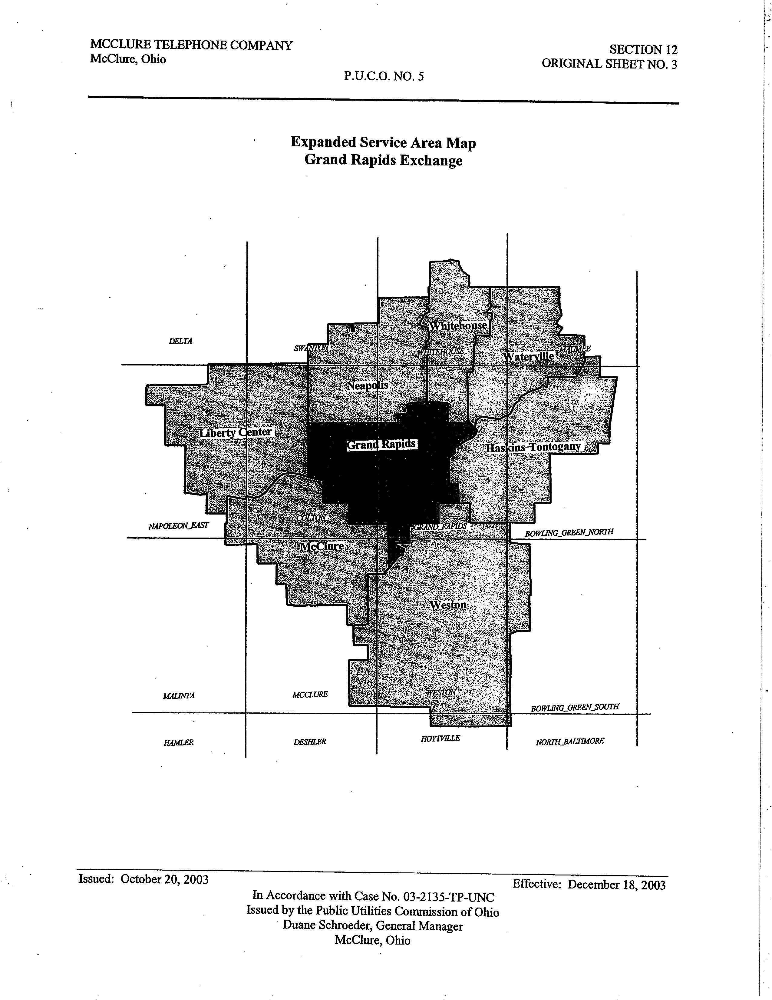 MCCLURE TELEPHONE COMPANY
McClure, Ohio
SECTION 12
ORIGINAL SHEET NO. 3
P.U.C.O. NO. 5
Expanded Service Area Map
Grand Rapids Exchange
Whitehouse
DELTA
SWANTON
WHITEHOUSE
MAUMEE
Waterville
Neapolis
Liberty Center
Grand Rapids
Haskins-Tontogany
COLTON
NAPOLEON_EAST
GRAND_RAPIDS
BOWLING_GREEN_NORTH
McClure
Weston
MALINTA
MCCLURE
WESTON
BOWLING_GREEN_SOUTH
HAMLER
DESHLER
HOYTVILLE
NORTH_BALTIMORE
Issued: October 20, 2003
Effective: December 18, 2003
In Accordance with Case No. 03-2135-TP-UNC
Issued by the Public Utilities Commission of Ohio
Duane Schroeder, General Manager
McClure, Ohio